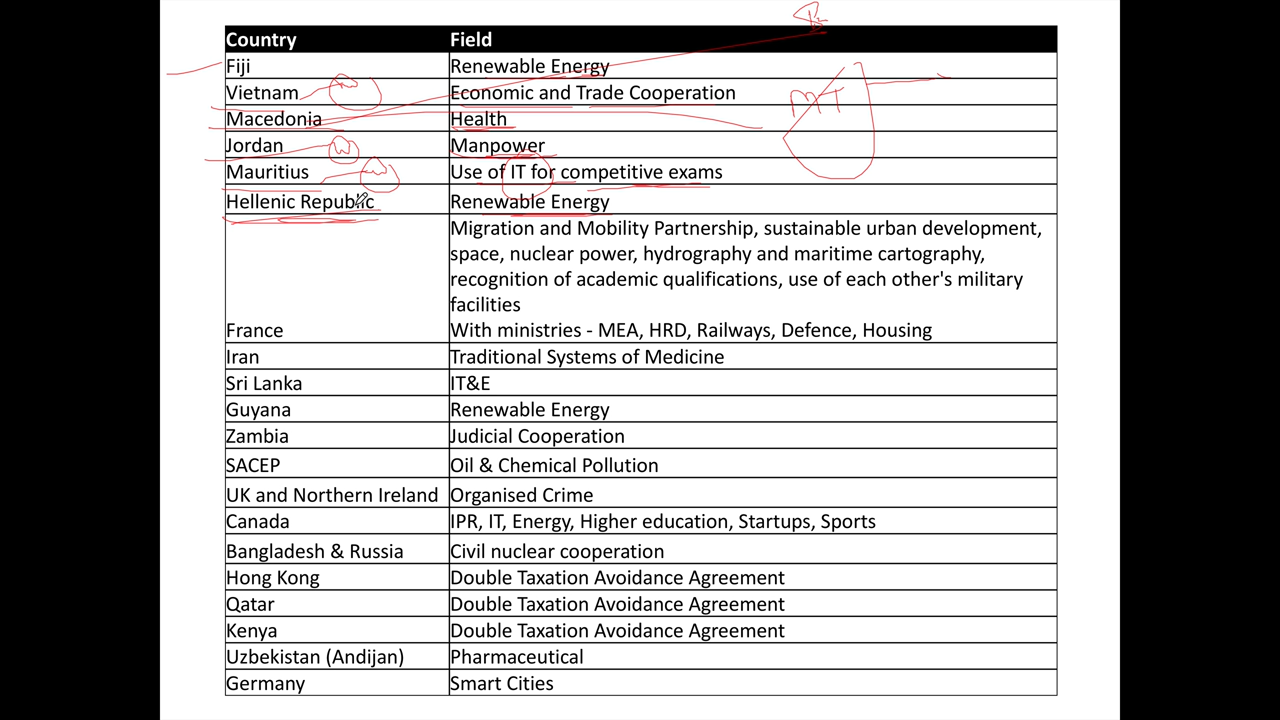 Country Field
Fiji Renewable Energy
Vietnam Economic and Trade Cooperation
Macedonia Health
Jordan Manpower
Mauritius Use of IT for competitive exams
Hellenic Republic Renewable Energy
Migration and Mobility Partnership, sustainable urban development,
space, nuclear power, hydrography and maritime cartography,
recognition of academic qualifications, use of each other's military
facilities
France With ministries - MEA, HRD, Railways, Defence, Housing
Iran Traditional Systems of Medicine
Sri Lanka IT&E
Guyana Renewable Energy
Zambia Judicial Cooperation
SACEP Oil & Chemical Pollution
UK and Northern Ireland Organised Crime
Canada IPR, IT, Energy, Higher education, Startups, Sports
Bangladesh & Russia Civil nuclear cooperation
Hong Kong Double Taxation Avoidance Agreement
Qatar Double Taxation Avoidance Agreement
Kenya Double Taxation Avoidance Agreement
Uzbekistan (Andijan) Pharmaceutical
Germany Smart Cities